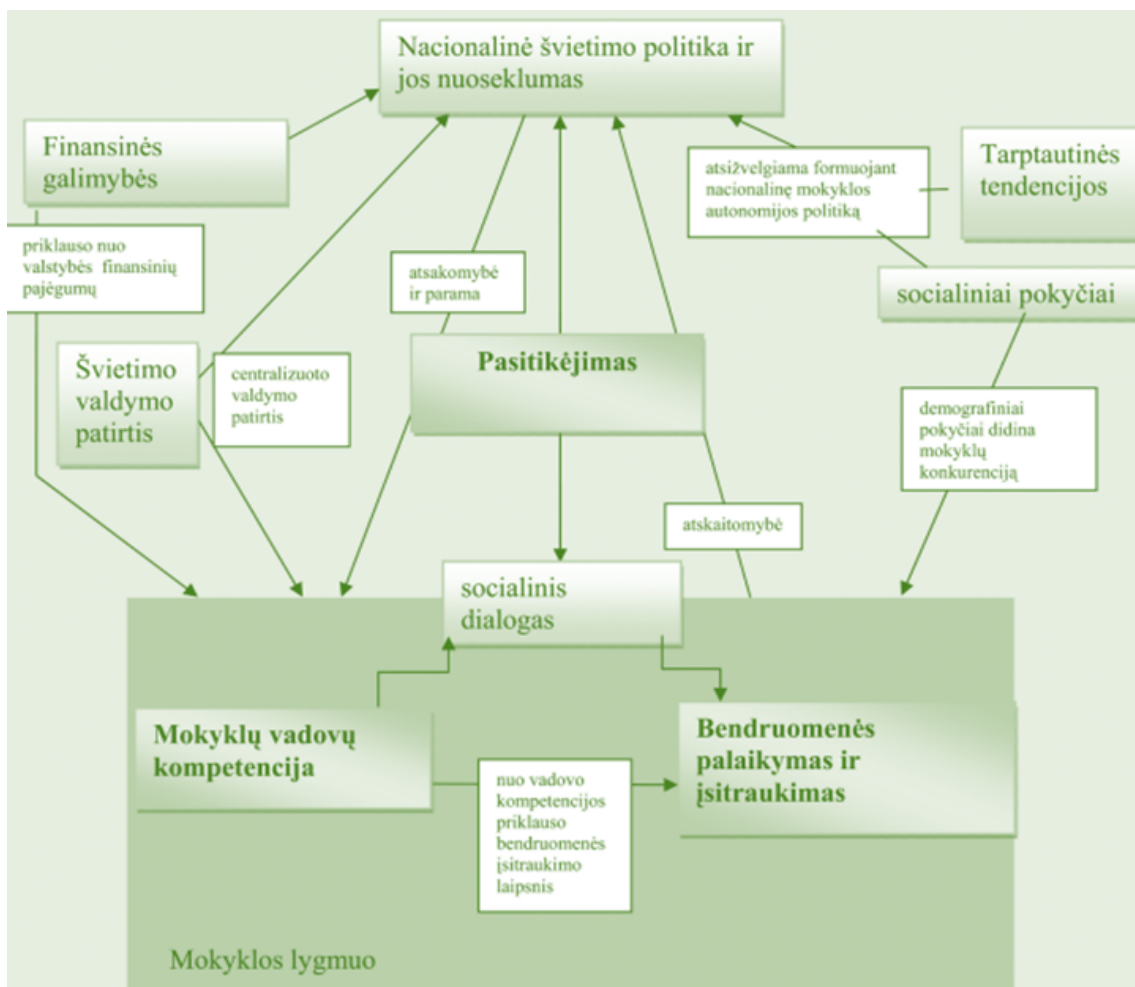 Nacionalinė švietimo politika ir
jos nuoseklumas
Finansinės
galimybės
atsižvelgiama formuojant
nacionalinę mokyklos
autonomijos politiką
Tarptautinės
tendencijos
priklauso nuo
valstybės finansinių
pajėgumų
atsakomybė
ir parama
socialiniai pokyčiai
Švietimo
valdymo
patirtis
centralizuoto
valdymo
patirtis
Pasitikėjimas
demografiniai
pokyčiai didina
mokyklų
konkurenciją
atskaitomybė
socialinis
dialogas
Mokyklų vadovų
kompetencija
nuo vadovo
kompetencijos
priklauso
bendruomenės
įsitraukimo
laipsnis
Bendruomenės
palaikymas ir
įsitraukimas
Mokyklos lygmuo